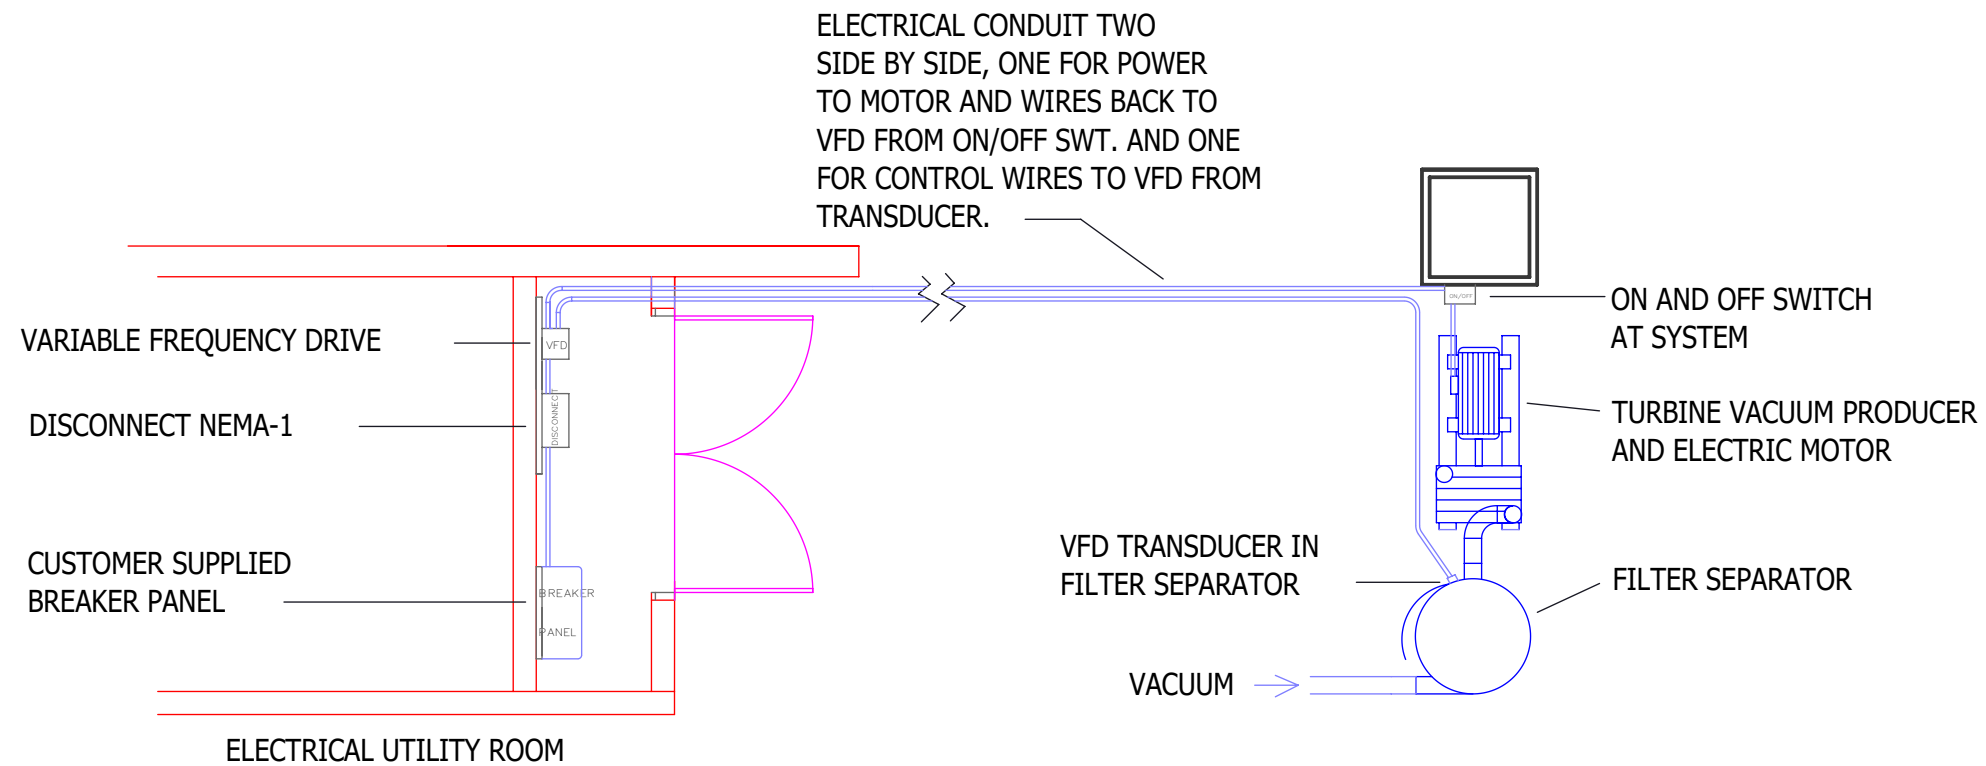 ELECTRICAL CONDUIT TWO
SIDE BY SIDE, ONE FOR POWER
TO MOTOR AND WIRES BACK TO
VFD FROM ON/OFF SWT. AND ONE
FOR CONTROL WIRES TO VFD FROM
TRANSDUCER.
ON/OFF
ON AND OFF SWITCH
AT SYSTEM
VARIABLE FREQUENCY DRIVE
VFD
DISCONNECT NEMA-1
DISCONNECT
TURBINE VACUUM PRODUCER
AND ELECTRIC MOTOR
CUSTOMER SUPPLIED
BREAKER PANEL
BREAKER
PANEL
VFD TRANSDUCER IN
FILTER SEPARATOR
FILTER SEPARATOR
VACUUM
ELECTRICAL UTILITY ROOM